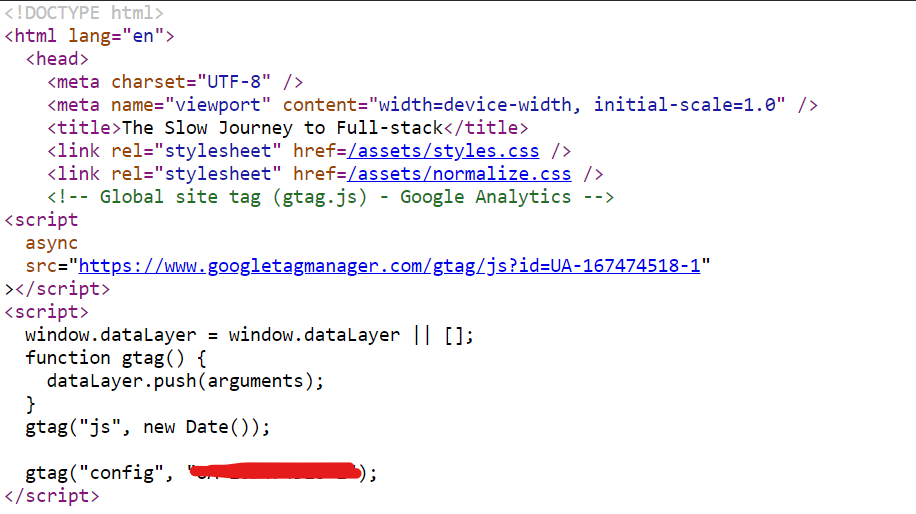 <!DOCTYPE html>
<html lang="en">
<head>
<meta charset="UTF-8" />
<meta name="viewport" content="width=device-width, initial-scale=1.0" />
<title>The Slow Journey to Full-stack</title>
<link rel="stylesheet" href=/assets/styles.css />
<link rel="stylesheet" href=/assets/normalize.css />
<!-- Global site tag (gtag.js) - Google Analytics -->
<script
async
src="https://www.googletagmanager.com/gtag/js?id=UA-167474518-1"
></script>
<script>
window.dataLayer = window.dataLayer || [];
function gtag() {
dataLayer.push(arguments);
}
gtag("js", new Date());
gtag("config", );
</script>